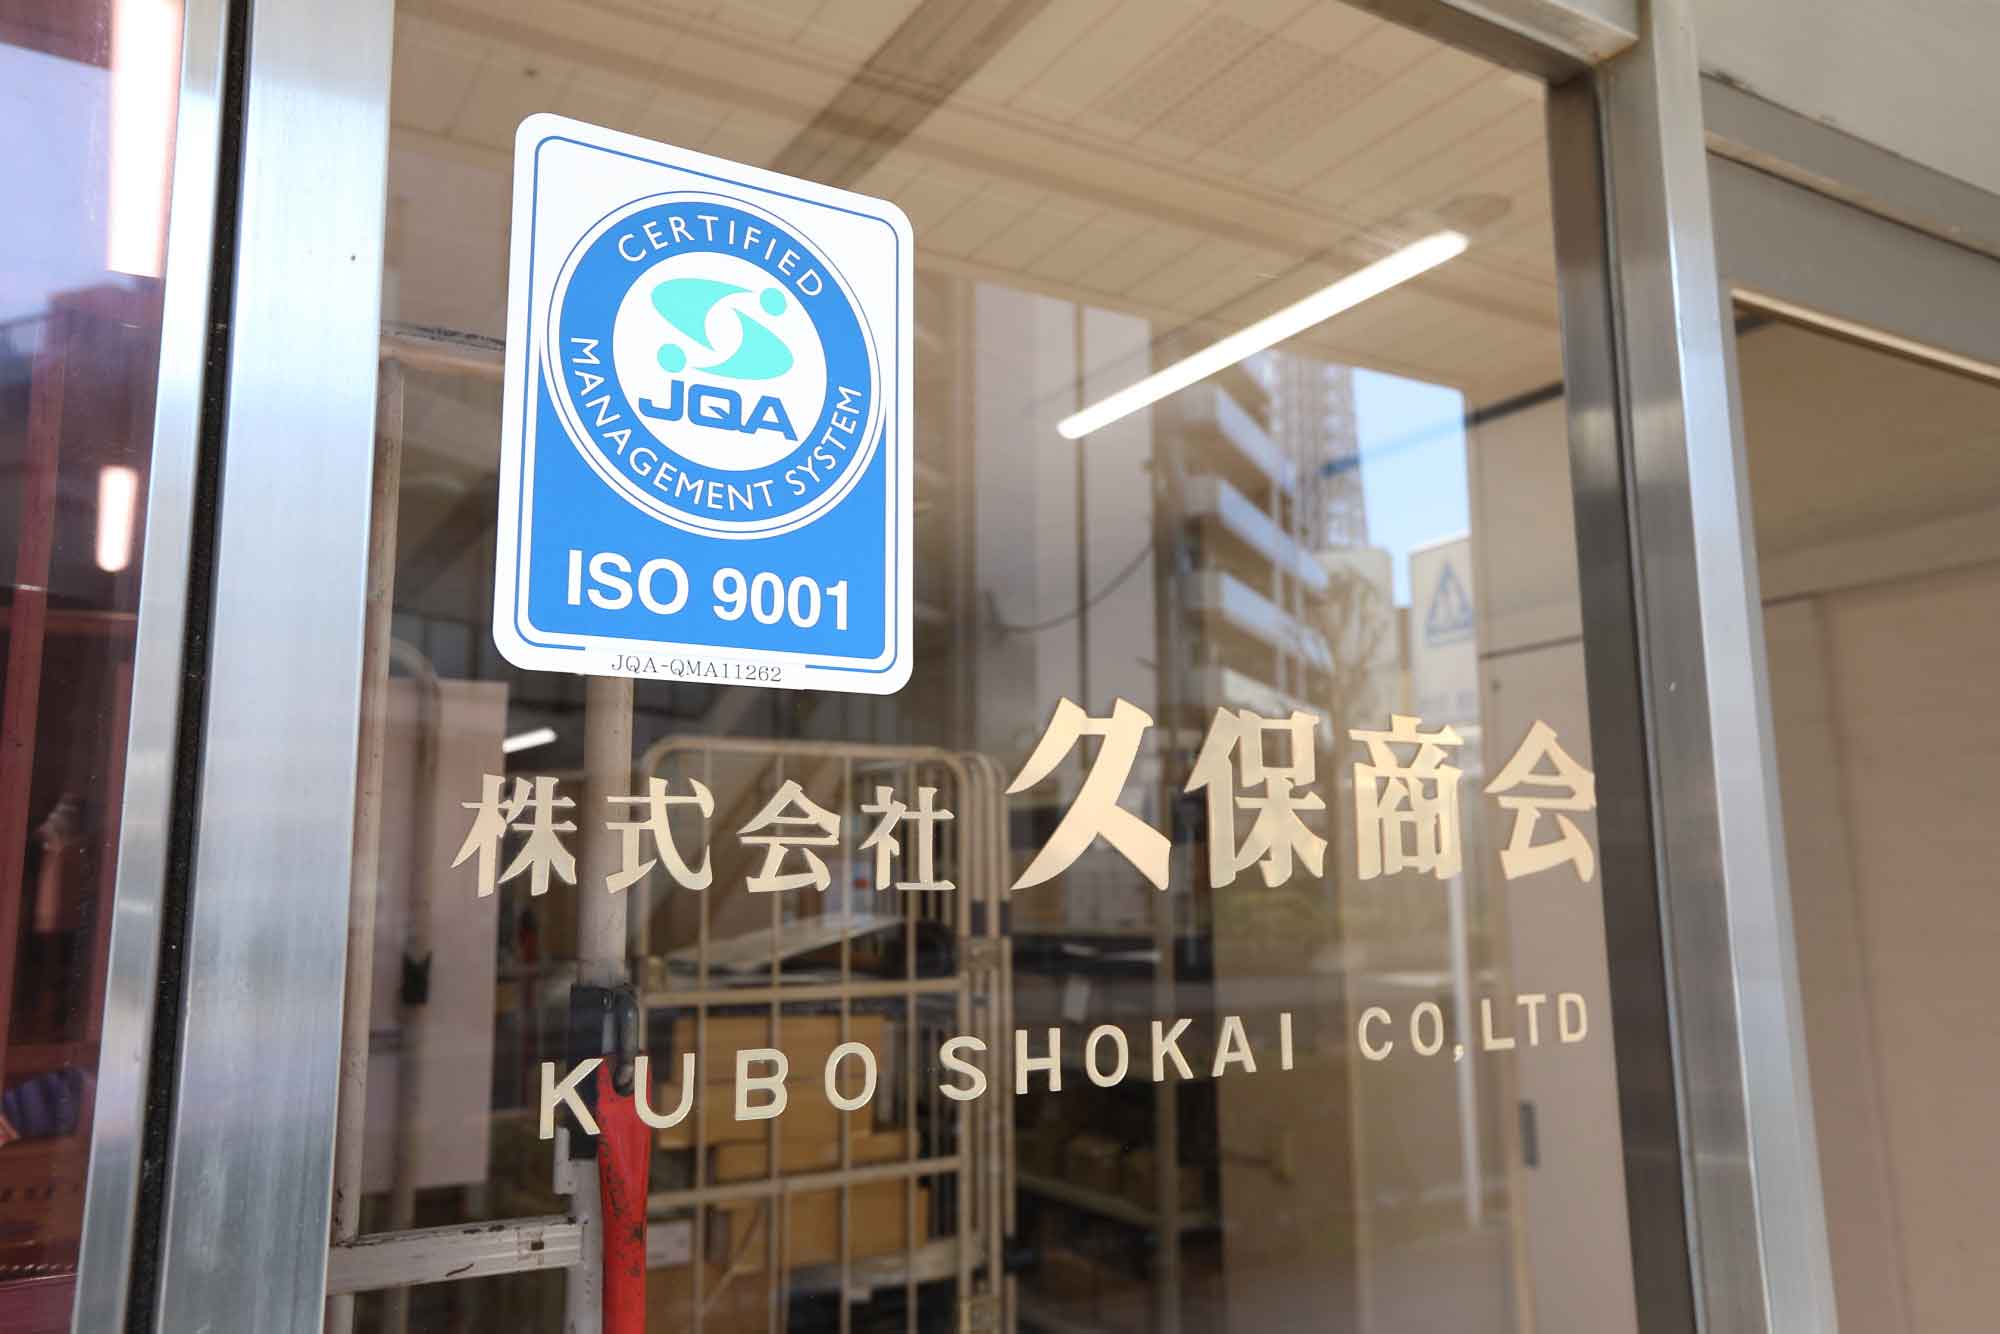 CERTIFIED
JQA
MANAGEMENT SYSTEM
ISO 9001
JQA-QMA11262
株式会社 久保商会
KUBO SHOKAI CO,LTD